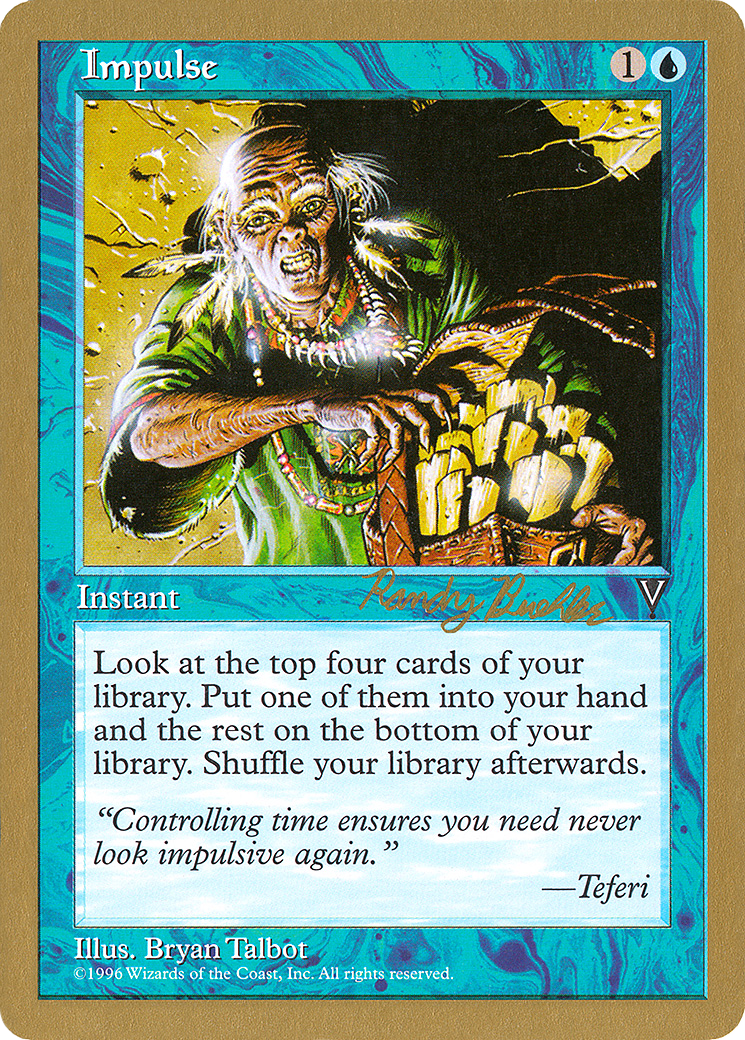 Impulse 1
Instant
Randy Buehler
V
Look at the top four cards of your
library. Put one of them into your hand
and the rest on the bottom of your
library. Shuffle your library afterwards.
“Controlling time ensures you need never
look impulsive again.”
—Teferi
Illus. Bryan Talbot
©1996 Wizards of the Coast, Inc. All rights reserved.